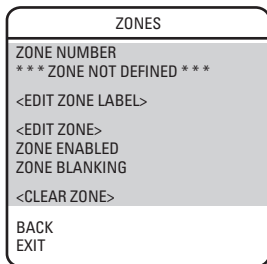 ZONES
ZONE NUMBER
* * * ZONE NOT DEFINED * * *
<EDIT ZONE LABEL>
<EDIT ZONE>
ZONE ENABLED
ZONE BLANKING
<CLEAR ZONE>
BACK
EXIT